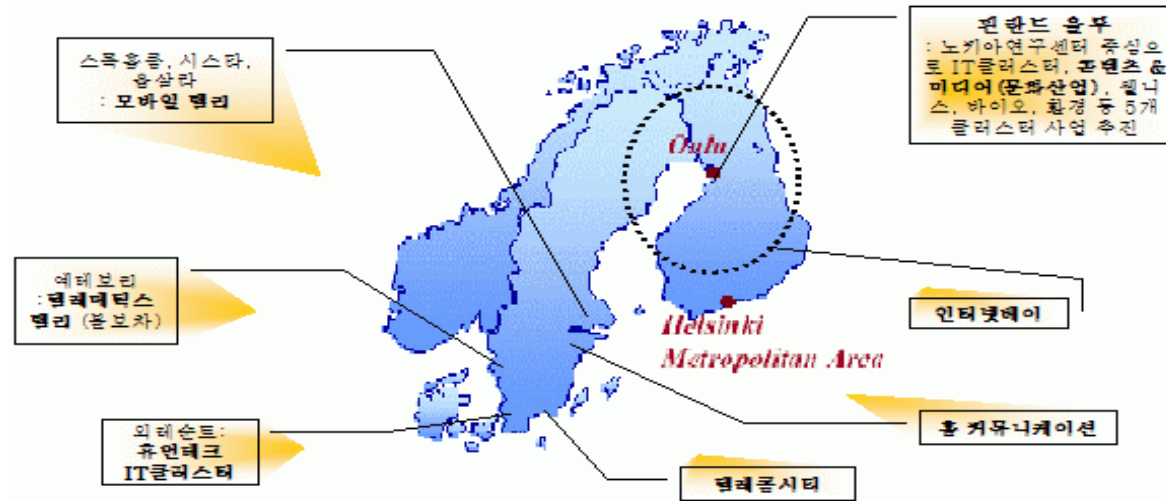 스톡홀름, 시스타,
웁살라
: 모바일 밸리
핀란드 울루
: 노키아연구센터 중심으
로 IT클러스터, 콘텐츠 &
미디어(문화산업), 웰니
스, 바이오, 환경 등 5개
클러스터 사업 추진
Oulu
예테보리
: 텔레매틱스
밸리 (볼보차)
인터넷베이
Helsinki
Metropolitan Area
외레순트:
휴먼테크
IT클러스터
홈 커뮤니케이션
텔레콤시티